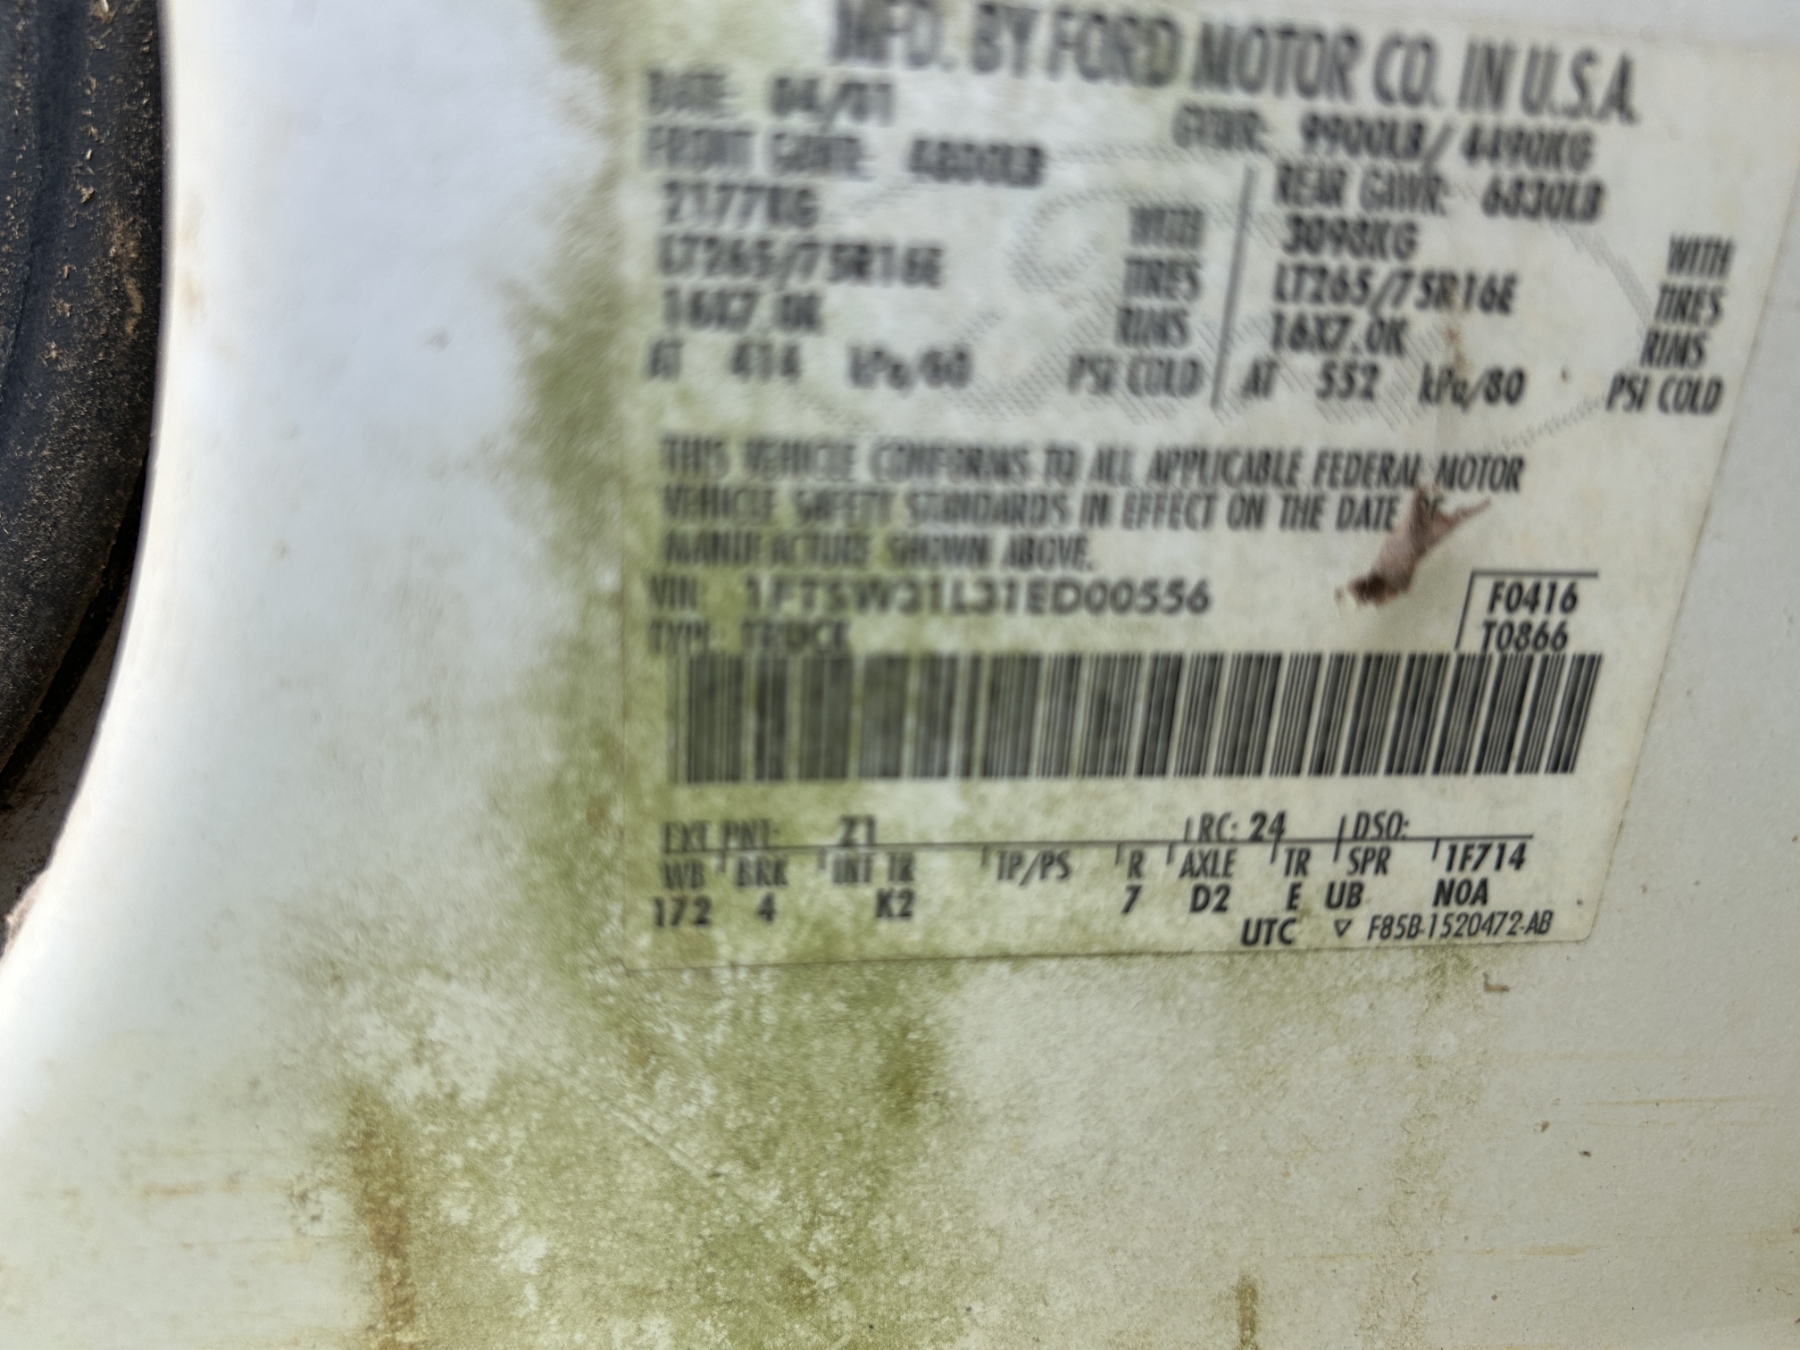 MFD. BY FORD MOTOR CO. IN U.S.A.
DATE: 04/01 GVWR: 9900LB/ 4490KG
FRONT GAWR: 4800LB REAR GAWR: 6830LB
2177KG WITH 3098KG WITH
LT265/75R16E TIRES LT265/75R16E TIRES
16X7.0K RIMS 16X7.0K RIMS
AT 414 kPa/60 PSI COLD AT 552 kPa/80 PSI COLD
THIS VEHICLE CONFORMS TO ALL APPLICABLE FEDERAL MOTOR
VEHICLE SAFETY STANDARDS IN EFFECT ON THE DATE OF
MANUFACTURE SHOWN ABOVE.
VIN: 1FTSW31L31ED00556 F0416
TYPE: TRUCK T0866
EXT PNT: Z1 RC: 24 DSO:
WB BRK INT TR TP/PS R AXLE TR SPR 1F714
172 4 K2 7 D2 E UB N0A
UTC ▽ F85B-1520472-AB